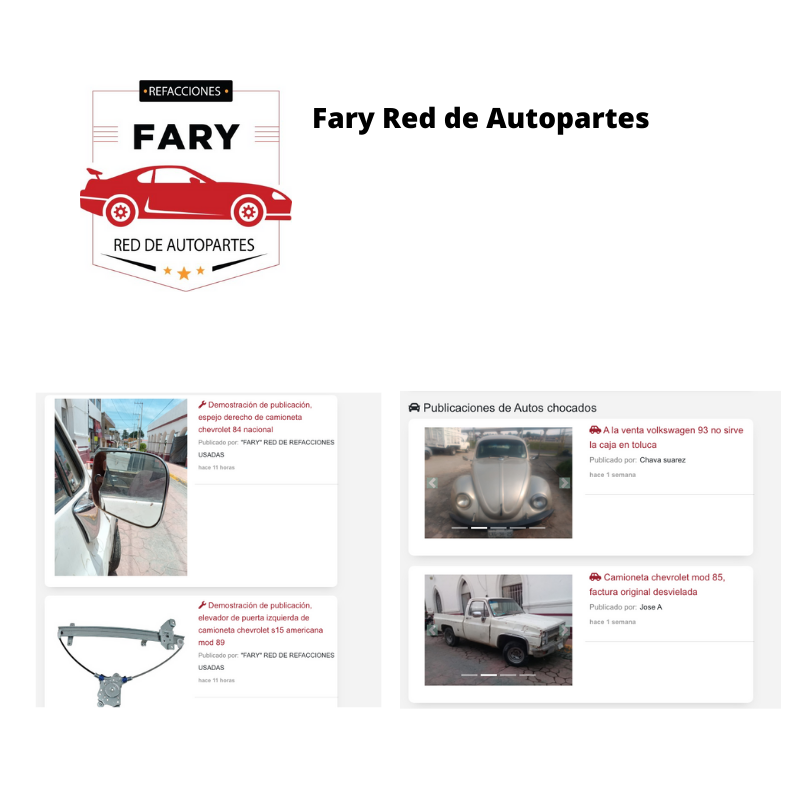 •REFACCIONES•
FARY
RED DE AUTOPARTES
Fary Red de Autopartes
Demostración de publicación,
espejo derecho de camioneta
chevrolet 84 nacional
Publicado por: "FARY" RED DE REFACCIONES
USADAS
hace 11 horas
Demostración de publicación,
elevador de puerta izquierda de
camioneta chevrolet s15 americana
mod 89
Publicado por: "FARY" RED DE REFACCIONES
USADAS
hace 11 horas
Publicaciones de Autos chocados
A la venta volkswagen 93 no sirve
la caja en toluca
Publicado por: Chava suarez
hace 1 semana
Camioneta chevrolet mod 85,
factura original desvielada
Publicado por: Jose A
hace 1 semana